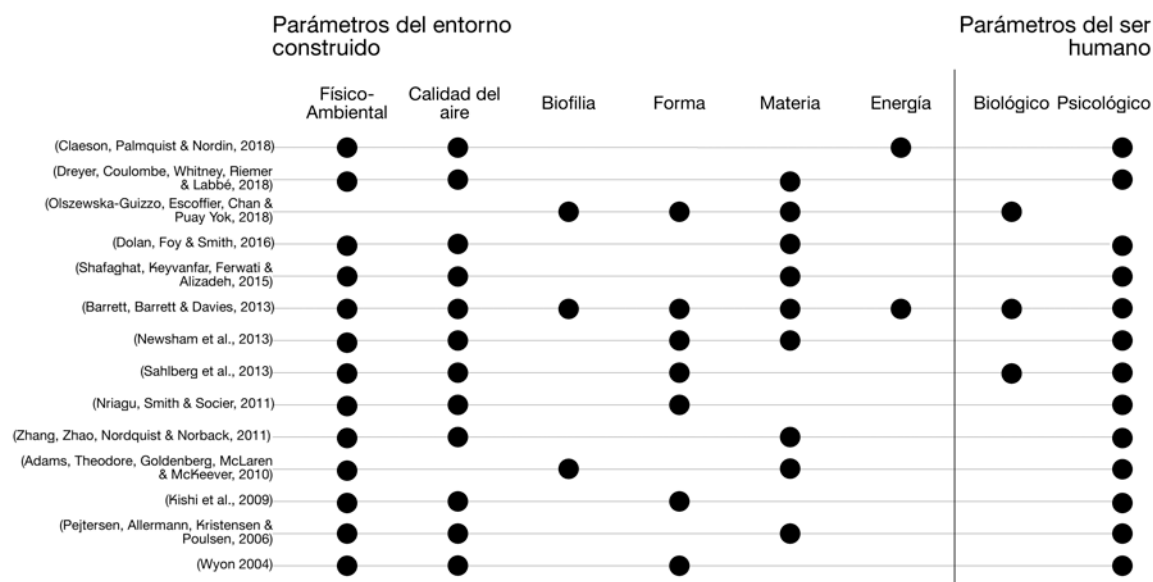 Parámetros del entorno
construido
Parámetros del ser
humano
Físico-
Ambiental
Calidad del
aire
Biofilia
Forma
Materia
Energía
Biológico
Psicológico
(Claeson, Palmquist & Nordin, 2018)
(Dreyer, Coulombe, Whitney, Riemer
& Labbé, 2018)
(Olszewska-Guizzo, Escoffier, Chan &
Puay Yok, 2018)
(Dolan, Foy & Smith, 2016)
(Shafaghat, Keyvanfar, Ferwati &
Alizadeh, 2015)
(Barrett, Barrett & Davies, 2013)
(Newsham et al., 2013)
(Sahlberg et al., 2013)
(Nriagu, Smith & Socier, 2011)
(Zhang, Zhao, Nordquist & Norback, 2011)
(Adams, Theodore, Goldenberg, McLaren
& McKeever, 2010)
(Kishi et al., 2009)
(Pejtersen, Allermann, Kristensen &
Poulsen, 2006)
(Wyon 2004)